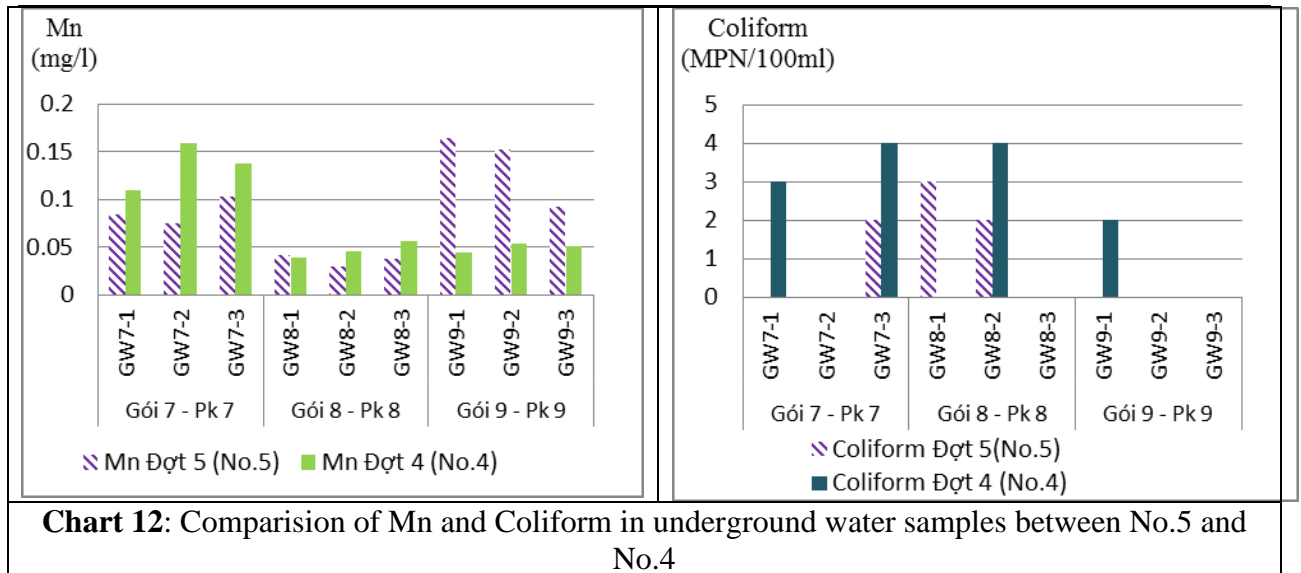 Mn
(mg/l)
0.2
0.15
0.1
0.05
0
GW7-1
GW7-2
GW7-3
GW8-1
GW8-2
GW8-3
GW9-1
GW9-2
GW9-3
Gói 7 - Pk 7
Gói 8 - Pk 8
Gói 9 - Pk 9
Mn Đợt 5 (No.5)
Mn Đợt 4 (No.4)
Coliform
(MPN/100ml)
5
4
3
2
1
0
GW7-1
GW7-2
GW7-3
GW8-1
GW8-2
GW8-3
GW9-1
GW9-2
GW9-3
Gói 7 - Pk 7
Gói 8 - Pk 8
Gói 9 - Pk 9
Coliform Đợt 5(No.5)
Coliform Đợt 4 (No.4)
Chart 12: Comparision of Mn and Coliform in underground water samples between No.5 and
No.4